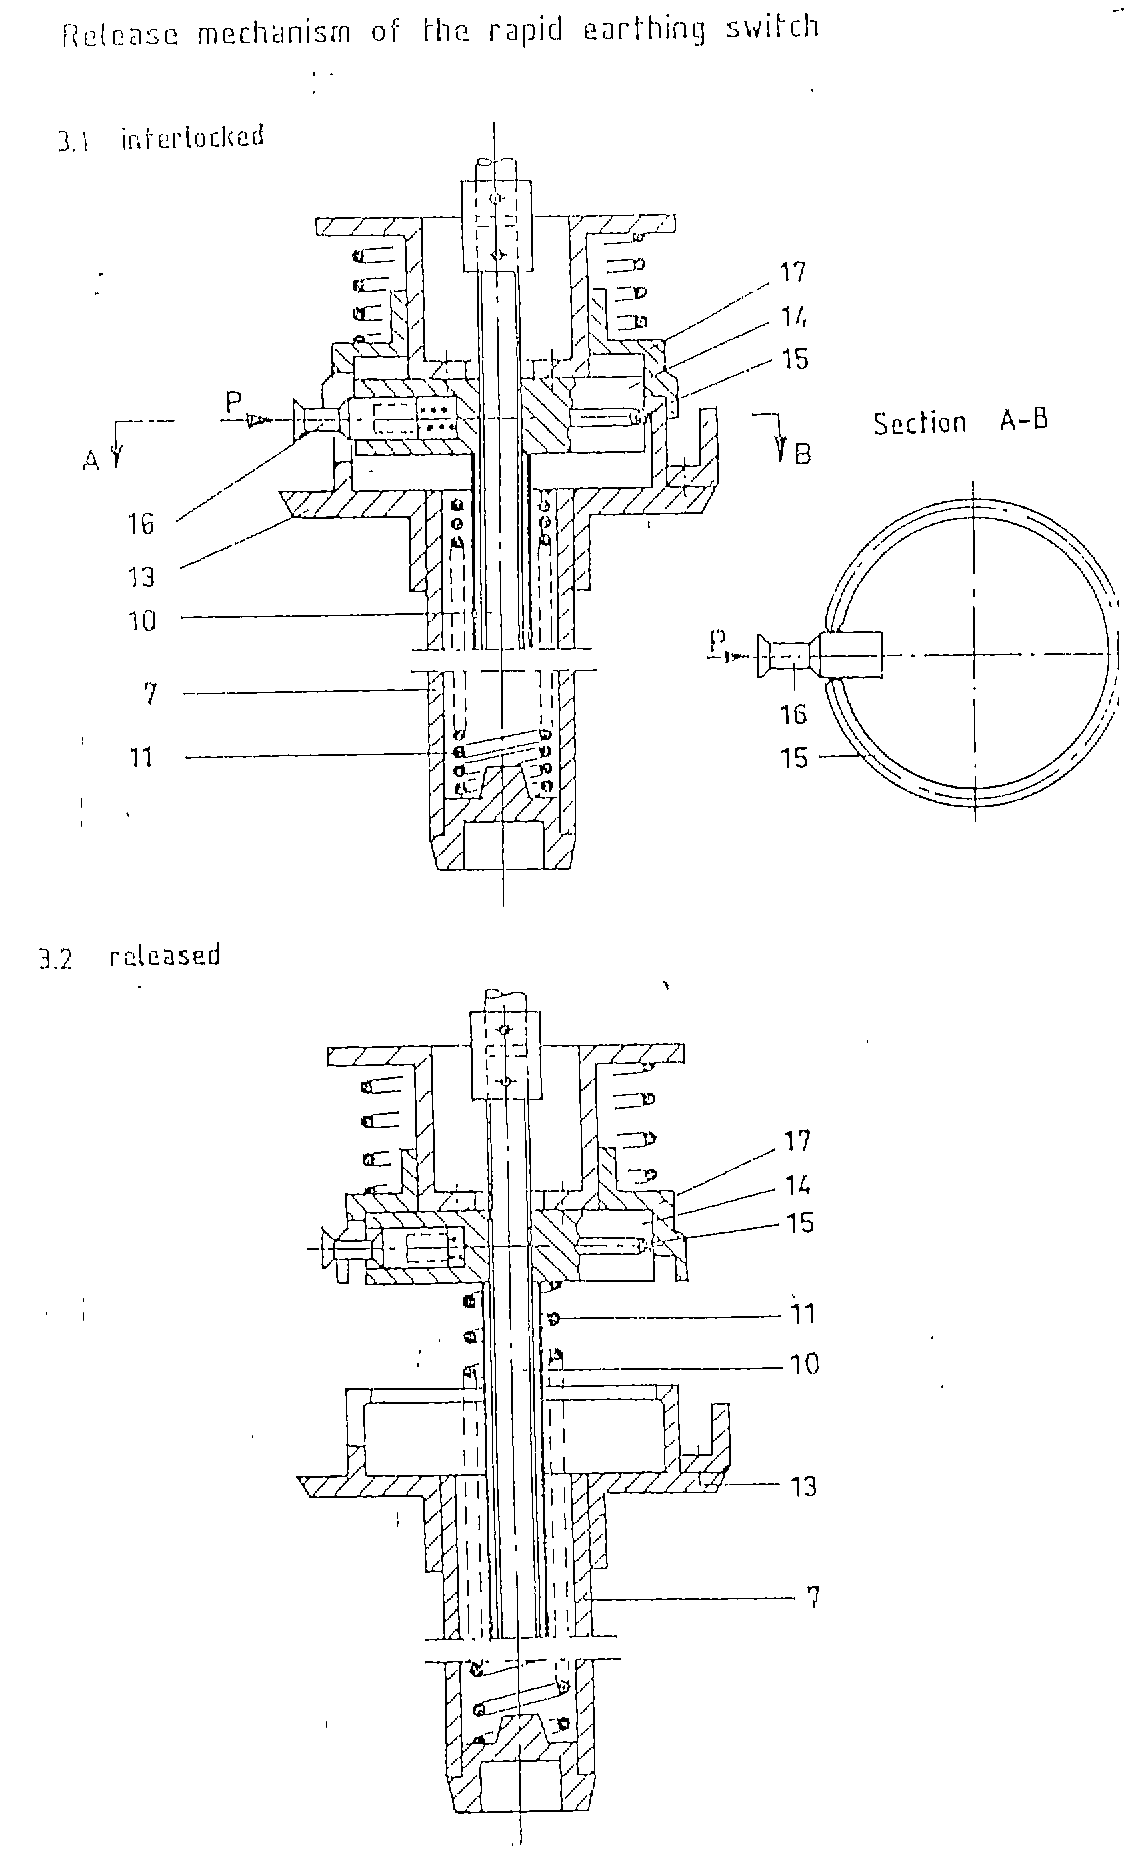 Release mechanism of the rapid earthing switch
3.1 interlocked
17
14
15
P
A
B
Section A-B
16
13
10
7
11
P
16
15
3.2 released
17
14
15
11
10
13
7